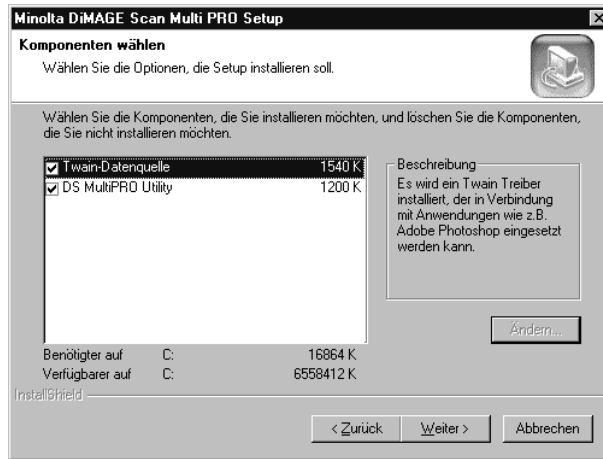 Minolta DiMAGE Scan Multi PRO Setup
Komponenten wählen
Wählen Sie die Optionen, die Setup installieren soll.
Wählen Sie die Komponenten, die Sie installieren möchten, und löschen Sie die Komponenten,
die Sie nicht installieren möchten.
Twain-Datenquelle 1540 K
DS MultiPRO Utility 1200 K
Beschreibung
Es wird ein Twain Treiber
installiert, der in Verbindung
mit Anwendungen wie z.B.
Adobe Photoshop eingesetzt
werden kann.
Ändern...
Benötigter auf C: 16864 K
Verfügbarer auf C: 6558412 K
InstallShield
< Zurück Weiter > Abbrechen